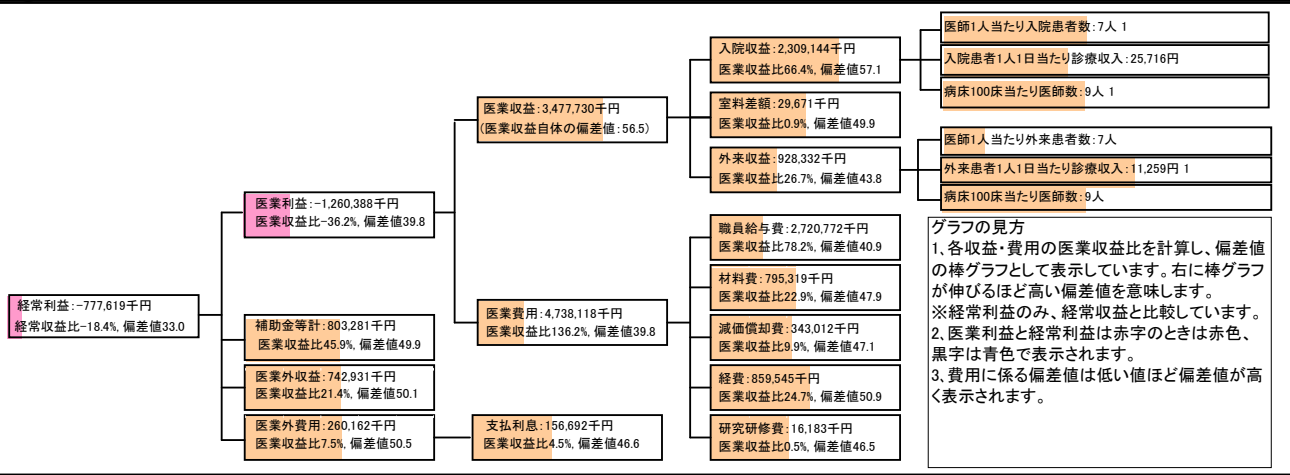 経常利益:-777,619千円
経常収比-18.4%, 偏差値33.0
医業利益:-1,260,388千円
医業収益比-36.2%, 偏差値39.8
補助金等計:803,281千円
医業収益比45.9%, 偏差値49.9
医業外収益:742,931千円
医業収益比21.4%, 偏差値50.1
医業外費用:260,162千円
医業収益比7.5%, 偏差値50.5
支払利息:156,692千円
医業収益比4.5%, 偏差値46.6
医業収益:3,477,730千円
(医業収益自体の偏差値:56.5)
医業費用:4,738,118千円
医業収益比136.2%, 偏差値39.8
入院収益:2,309,144千円
医業収益比66.4%, 偏差値57.1
室料差額:29,671千円
医業収益比0.9%, 偏差値49.9
外来収益:928,332千円
医業収益比26.7%, 偏差値43.8
職員給与費:2,720,772千円
医業収益比78.2%, 偏差値40.9
材料費:795,319千円
医業収益比22.9%, 偏差値47.9
減価償却費:343,012千円
医業収益比9.9%, 偏差値47.1
経費:859,545千円
医業収益比24.7%, 偏差値50.9
研究研修費:16,183千円
医業収益比0.5%, 偏差値46.5
医師1人当たり入院患者数:7人 1
入院患者1人1日当たり診療収入:25,716円
病床100床当たり医師数:9人 1
医師1人当たり外来患者数:7人
外来患者1人1日当たり診療収入:11,259円 1
病床100床当たり医師数:9人
グラフの見方
1、各収益・費用の医業収益比を計算し、偏差値
の棒グラフとして表示しています。右に棒グラフ
が伸びるほど高い偏差値を意味します。
※経常利益のみ、経常収益と比較しています。
2、医業利益と経常利益は赤字のときは赤色、
黒字は青色で表示されます。
3、費用に係る偏差値は低い値ほど偏差値が高
く表示されます。